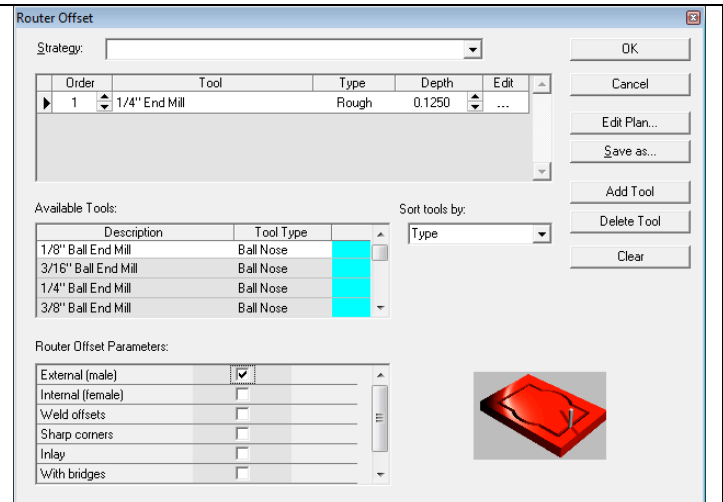 Router Offset
Strategy:
OK
Order Tool Type Depth Edit
Cancel
1 1/4" End Mill Rough 0.1250 ...
Edit Plan...
Save as...
Add Tool
Available Tools:
Sort tools by:
Delete Tool
Description Tool Type
Type
1/8" Ball End Mill Ball Nose
Clear
3/16" Ball End Mill Ball Nose
1/4" Ball End Mill Ball Nose
3/8" Ball End Mill Ball Nose
Router Offset Parameters:
External (male)
Internal (female)
Weld offsets
Sharp corners
Inlay
With bridges